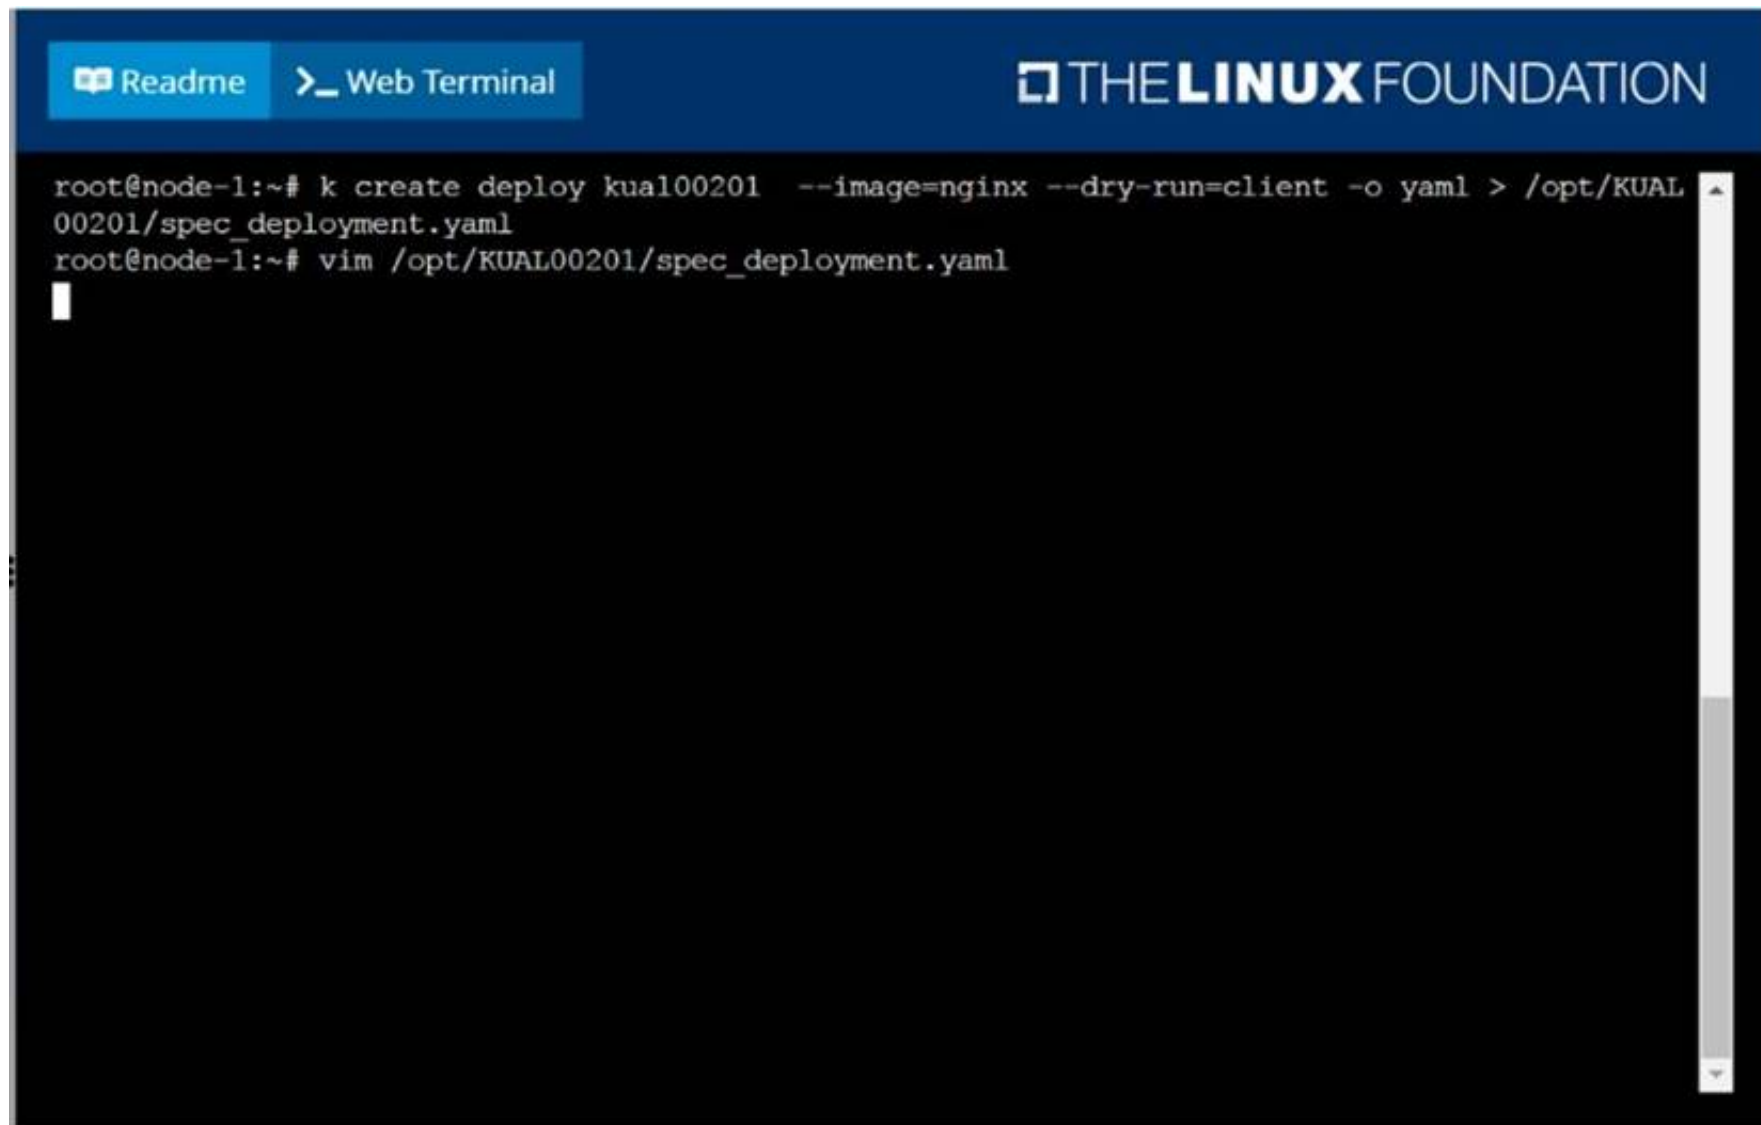 Readme
>_ Web Terminal
THE LINUX FOUNDATION
root@node-1:~# k create deploy kual00201  --image=nginx --dry-run=client -o yaml > /opt/KUAL
00201/spec_deployment.yaml
root@node-1:~# vim /opt/KUAL00201/spec_deployment.yaml